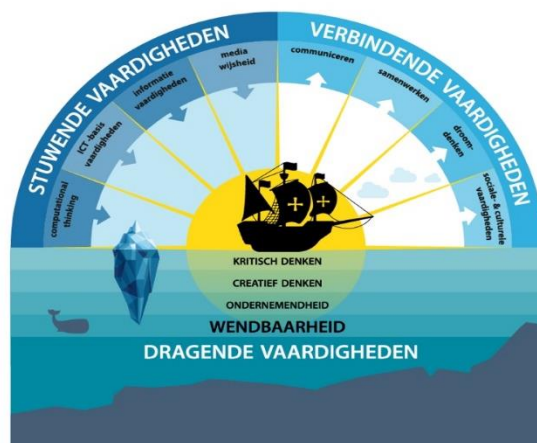 STUWENDE VAARDIGHEDEN
VERBINDENDE VAARDIGHEDEN
computational
thinking
ICT-basis
vaardigheden
informatie
vaardigheden
media
wijsheid
communiceren
samenwerken
droom-
denken
sociale- & culturele
vaardigheden
KRITISCH DENKEN
CREATIEF DENKEN
ONDERNEMENDHEID
WENDBAARHEID
DRAGENDE VAARDIGHEDEN